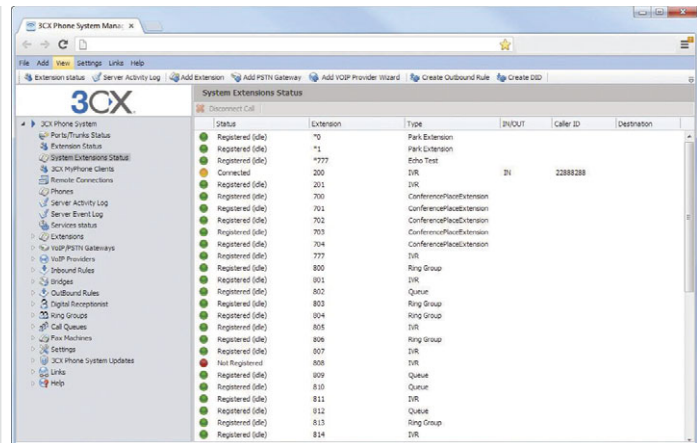 3CX Phone System Manag x
File Add View Settings Links Help
Extension status Server Activity Log Add Extension Add PSTN Gateway Add VOIP Provider Wizard Create Outbound Rule Create DID
3CX
System Extensions Status
Disconnect Call
3CX Phone System
Ports/Trunks Status
Extension Status
System Extensions Status
3CX MyPhone Clients
Remote Connections
Phones
Server Activity Log
Server Event Log
Services status
Extensions
VoIP/PSTN Gateways
VoIP Providers
Inbound Rules
Bridges
OutBound Rules
Digital Receptionist
Ring Groups
Call Queues
Fax Machines
Settings
3CX Phone System Updates
Links
Help
Status Extension Type IN/OUT Caller ID Destination
Registered (idle) *0 Park Extension
Registered (idle) *1 Park Extension
Registered (idle) *777 Echo Test
Connected 200 IVR IN 22888288
Registered (idle) 201 IVR
Registered (idle) 700 ConferencePlaceExtension
Registered (idle) 701 ConferencePlaceExtension
Registered (idle) 702 ConferencePlaceExtension
Registered (idle) 703 ConferencePlaceExtension
Registered (idle) 704 ConferencePlaceExtension
Registered (idle) 777 IVR
Registered (idle) 800 Ring Group
Registered (idle) 801 IVR
Registered (idle) 802 Queue
Registered (idle) 803 Ring Group
Registered (idle) 804 Ring Group
Registered (idle) 805 IVR
Registered (idle) 806 Ring Group
Registered (idle) 807 IVR
Not Registered 808 IVR
Registered (idle) 809 Queue
Registered (idle) 810 Queue
Registered (idle) 811 IVR
Registered (idle) 812 Queue
Registered (idle) 813 Ring Group
Registered (idle) 814 IVR